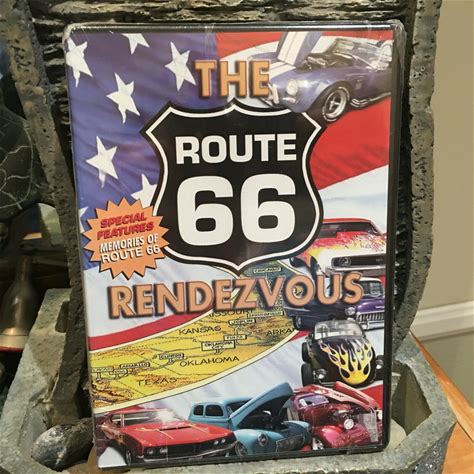 THE
ROUTE
66
SPECIAL
FEATURES
MEMORIES OF
ROUTE 66
RENDEZVOUS
KANSAS
OKLAHOMA
TEXAS